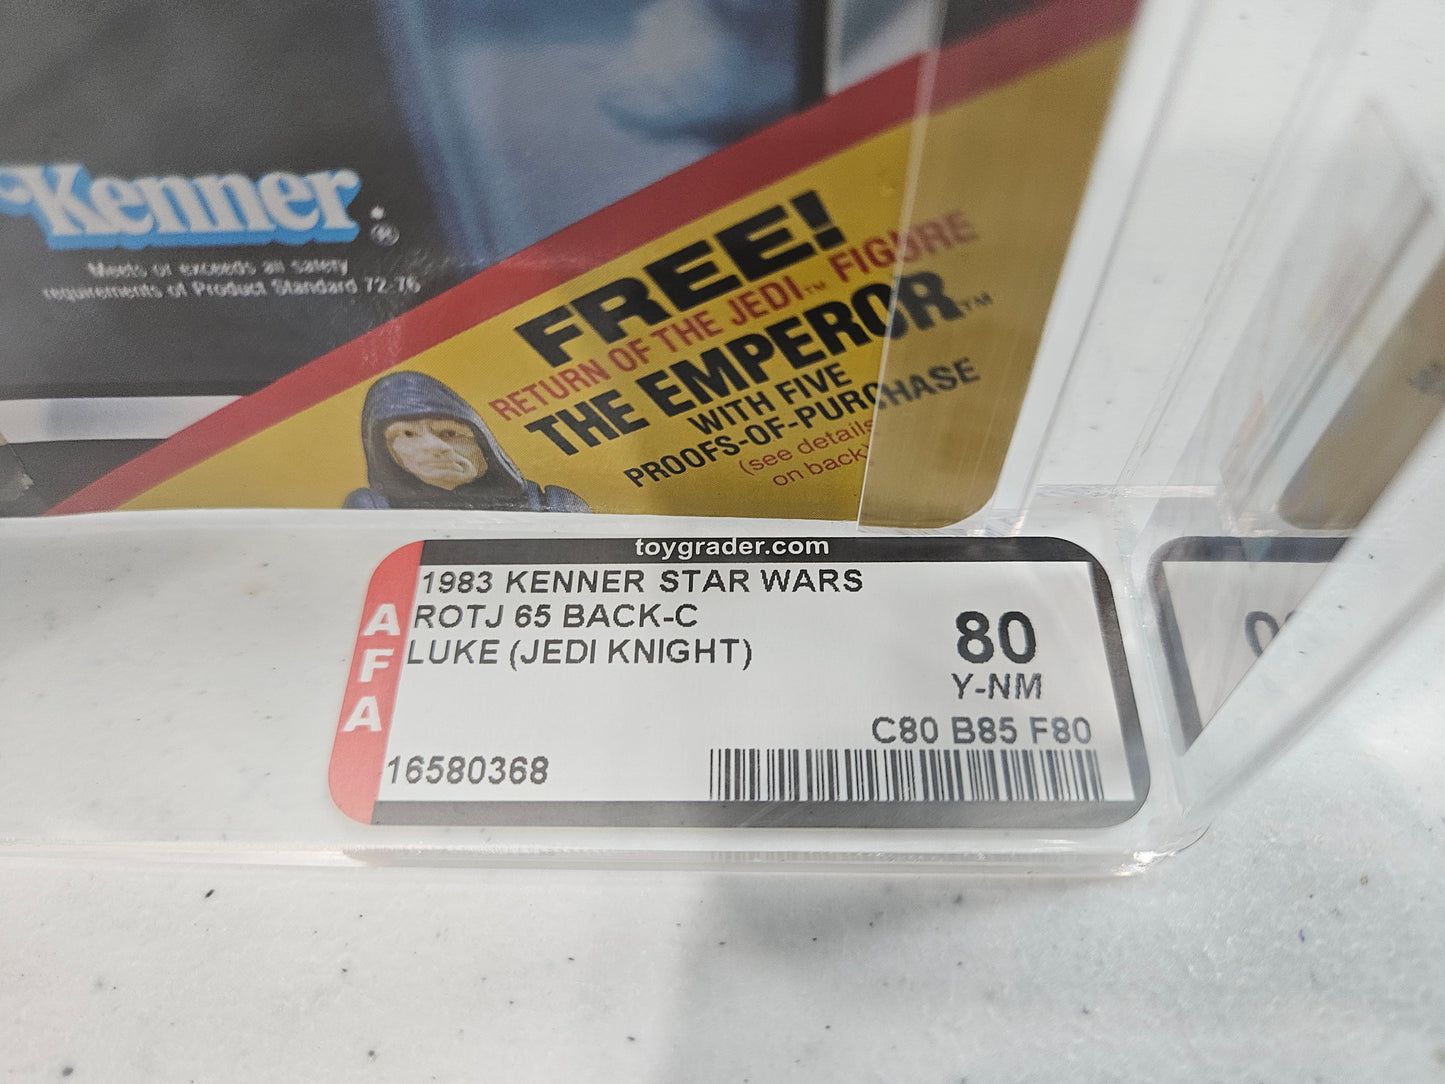 Kenner®
Meets or exceeds all safety
requirements of Product Standard 72-76
FREE!
RETURN OF THE JEDI™ FIGURE
THE EMPEROR™
WITH FIVE
PROOFS-OF-PURCHASE
(see details
on back)
toygrader.com
AFA
1983 KENNER STAR WARS
ROTJ 65 BACK-C
LUKE (JEDI KNIGHT)
80
Y-NM
C80 B85 F80
16580368